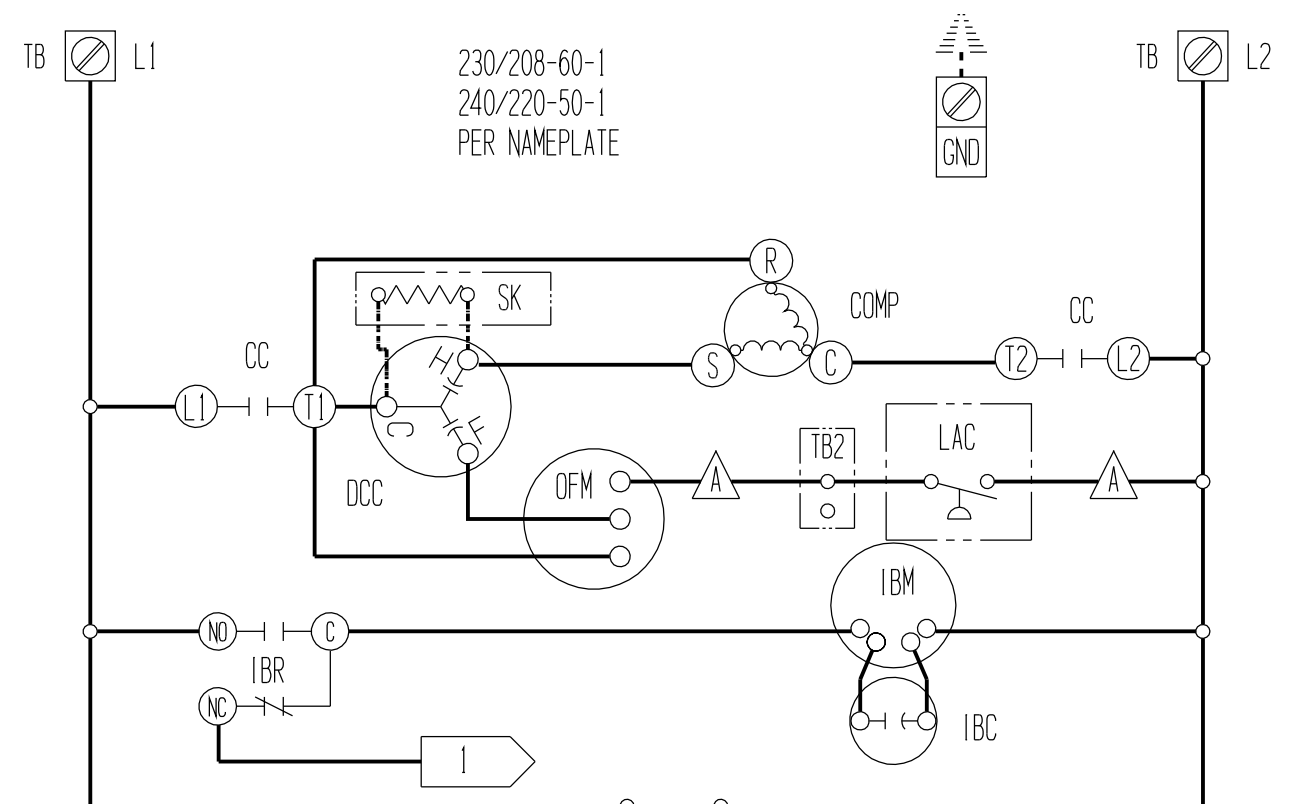 TB L1
230/208-60-1
240/220-50-1
PER NAMEPLATE
GND
TB L2
R
SK
COMP
CC
CC
H
S
C
T2
L2
L1
T1
C
F
DCC
OFM
A
TB2
LAC
A
IBM
NO
C
IBR
NC
IBC
1